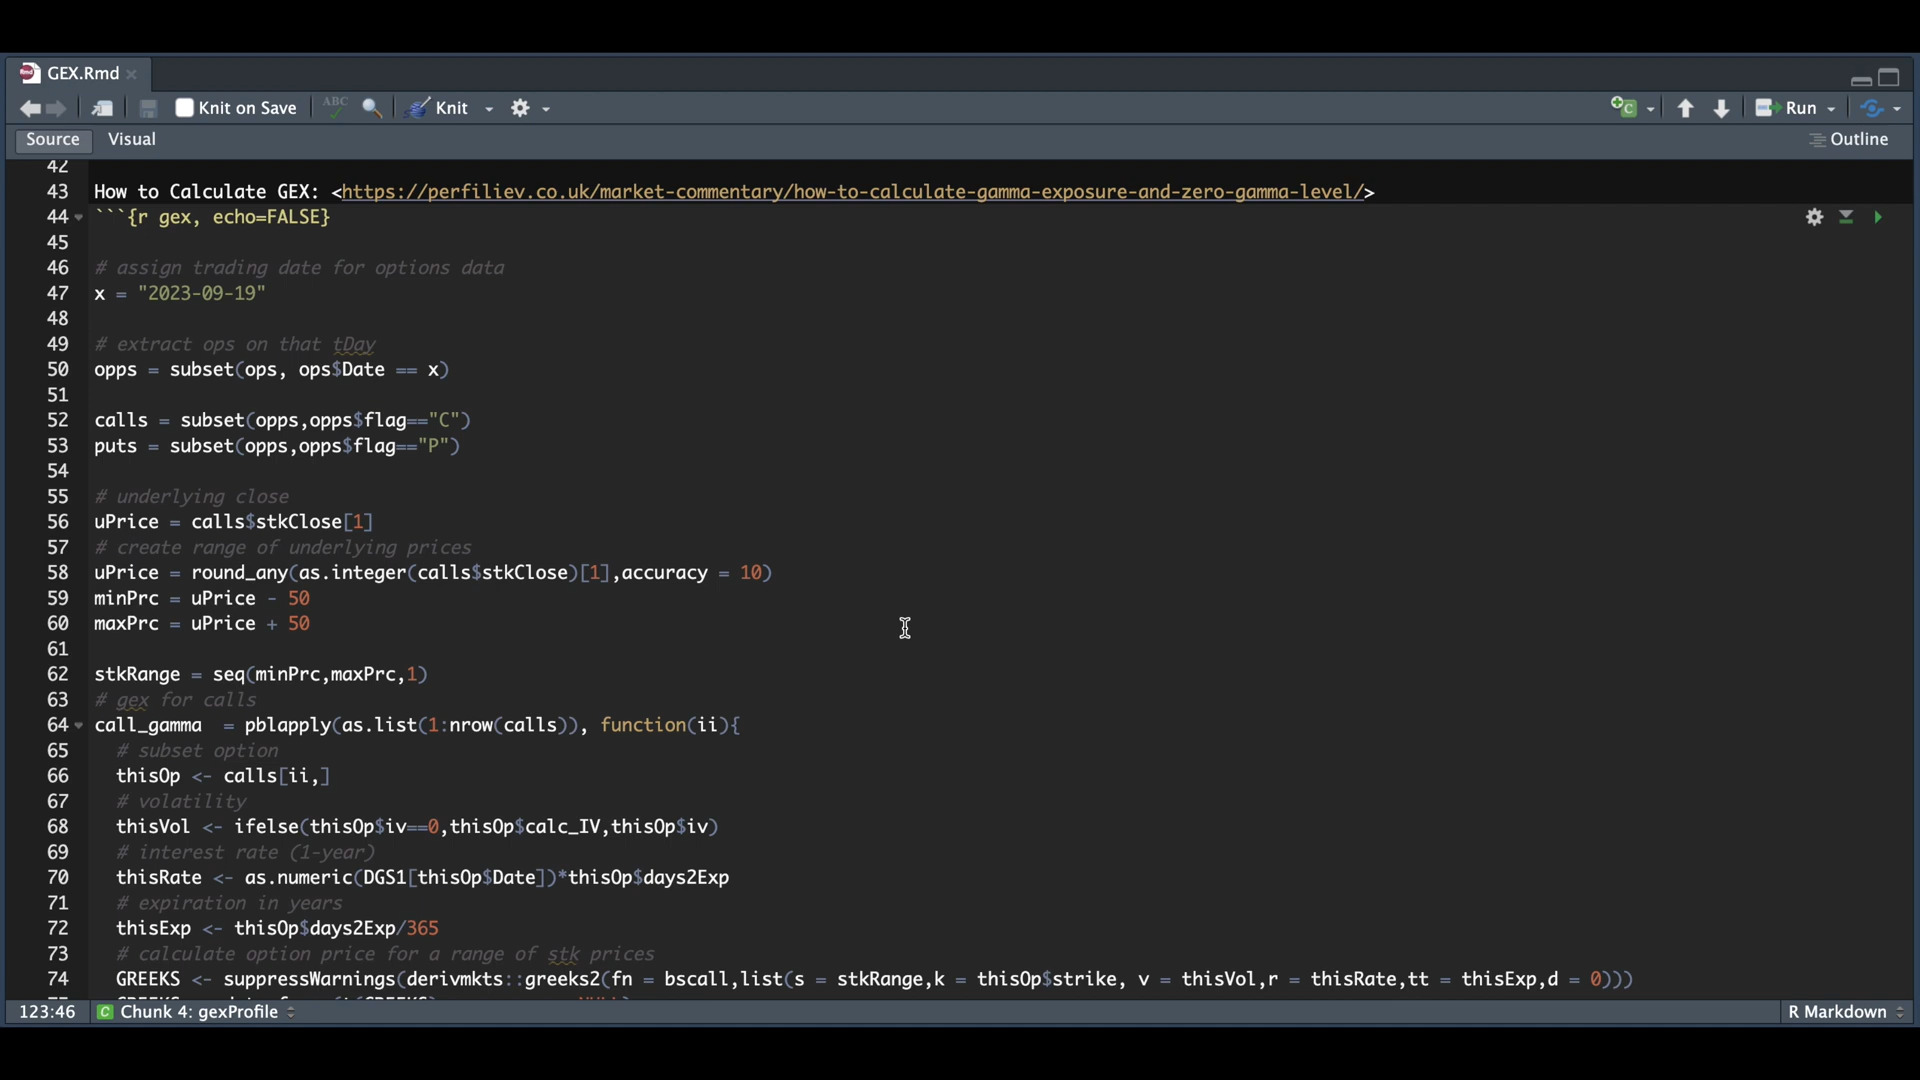 GEX.Rmd
Knit on Save ABC Knit Run
Source Visual Outline
42
43 How to Calculate GEX: <https://perfiliev.co.uk/market-commentary/how-to-calculate-gamma-exposure-and-zero-gamma-level/>
44 ```{r gex, echo=FALSE}
45
46 # assign trading date for options data
47 x = "2023-09-19"
48
49 # extract ops on that tDay
50 opps = subset(ops, ops$Date == x)
51
52 calls = subset(opps,opps$flag=="C")
53 puts = subset(opps,opps$flag=="P")
54
55 # underlying close
56 uPrice = calls$stkClose[1]
57 # create range of underlying prices
58 uPrice = round_any(as.integer(calls$stkClose)[1],accuracy = 10)
59 minPrc = uPrice - 50
60 maxPrc = uPrice + 50
61
62 stkRange = seq(minPrc,maxPrc,1)
63 # gex for calls
64 call_gamma  = pblapply(as.list(1:nrow(calls)), function(ii){
65   # subset option
66   thisOp <- calls[ii,]
67   # volatility
68   thisVol <- ifelse(thisOp$iv==0,thisOp$calc_IV,thisOp$iv)
69   # interest rate (1-year)
70   thisRate <- as.numeric(DGS1[thisOp$Date])*thisOp$days2Exp
71   # expiration in years
72   thisExp <- thisOp$days2Exp/365
73   # calculate option price for a range of stk prices
74   GREEKS <- suppressWarnings(derivmkts::greeks2(fn = bscall,list(s = stkRange,k = thisOp$strike, v = thisVol,r = thisRate,tt = thisExp,d = 0)))
123:46 C Chunk 4: gexProfile R Markdown